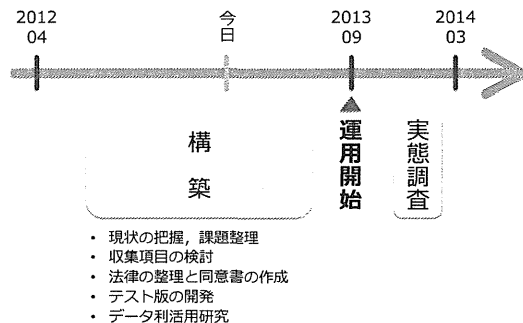 2012
04
今日
2013
09
2014
03
構築
運用開始
実態調査
・ 現状の把握，課題整理
・ 収集項目の検討
・ 法律の整理と同意書の作成
・ テスト版の開発
・ データ利活用研究